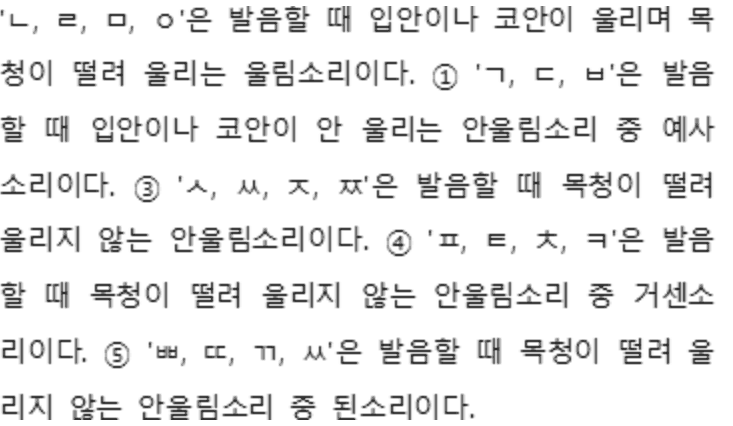 'ㄴ, ㄹ, ㅁ, ㅇ'은 발음할 때 입안이나 코안이 울리며 목
청이 떨려 울리는 울림소리이다. ① 'ㄱ, ㄷ, ㅂ'은 발음
할 때 입안이나 코안이 안 울리는 안울림소리 중 예사
소리이다. ③ 'ㅅ, ㅆ, ㅈ, ㅉ'은 발음할 때 목청이 떨려
울리지 않는 안울림소리이다. ④ 'ㅍ, ㅌ, ㅊ, ㅋ'은 발음
할 때 목청이 떨려 울리지 않는 안울림소리 중 거센소
리이다. ⑤ 'ㅃ, ㄸ, ㄲ, ㅆ'은 발음할 때 목청이 떨려 울
리지 않는 안울림소리 중 된소리이다.